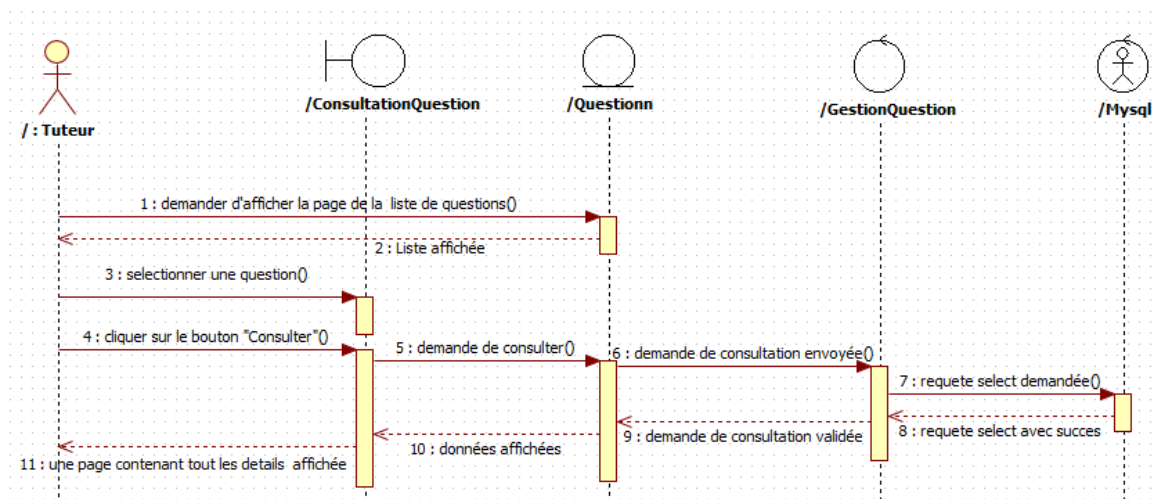 / : Tuteur
/ConsultationQuestion
/Questionn
/GestionQuestion
/Mysql
1 : demander d'afficher la page de la  liste de questions()
2 : Liste affichée
3 : selectionner une question()
4 : cliquer sur le bouton "Consulter"()
5 : demande de consulter()
6 : demande de consultation envoyée()
7 : requete select demandée()
8 : requete select avec succes
9 : demande de consultation validée
10 : données affichées
11 : une page contenant tout les details  affichée